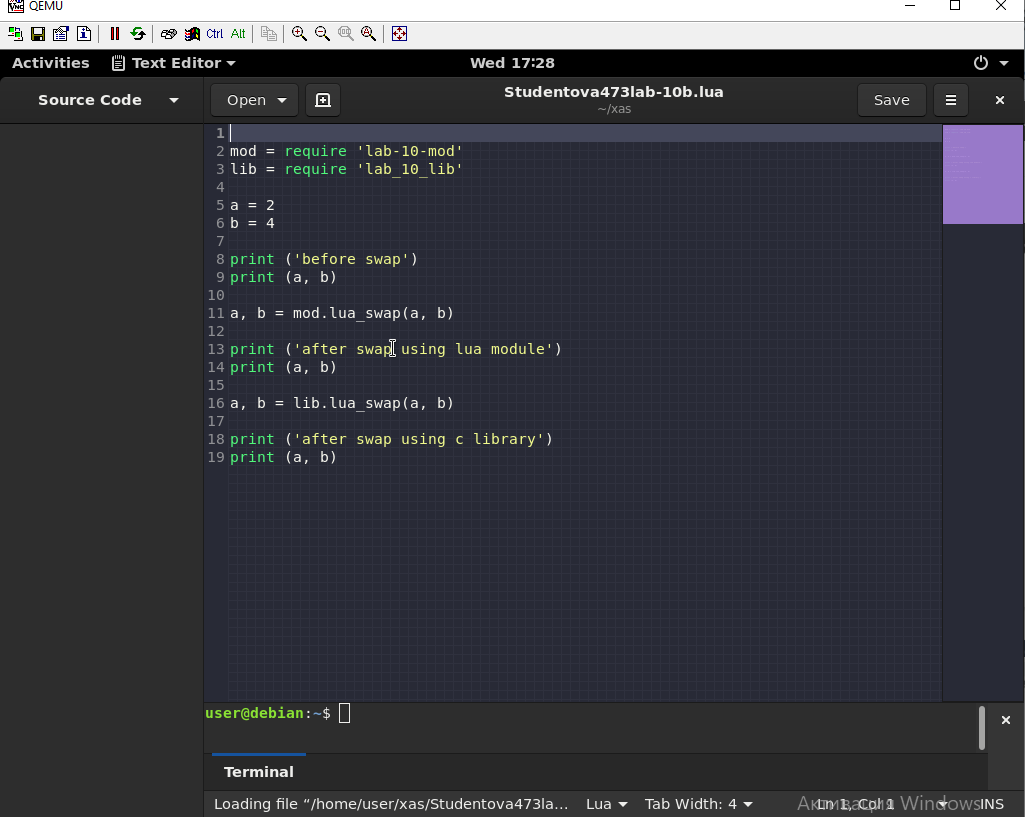 QEMU
Ctrl Alt
Activities Text Editor Wed 17:28
Source Code Open Studentova473lab-10b.lua Save
~/xas
1
2 mod = require 'lab-10-mod'
3 lib = require 'lab_10_lib'
4
5 a = 2
6 b = 4
7
8 print ('before swap')
9 print (a, b)
10
11 a, b = mod.lua_swap(a, b)
12
13 print ('after swap using lua module')
14 print (a, b)
15
16 a, b = lib.lua_swap(a, b)
17
18 print ('after swap using c library')
19 print (a, b)
user@debian:~$
Terminal
Loading file “/home/user/xas/Studentova473la… Lua Tab Width: 4 Ln 1, Col 1 INS
Активация Windows